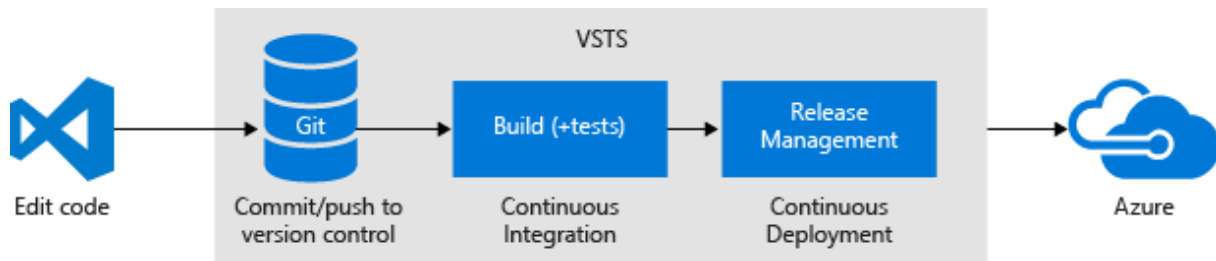 VSTS
Git
Build (+tests)
Release
Management
Edit code
Commit/push to
version control
Continuous
Integration
Continuous
Deployment
Azure